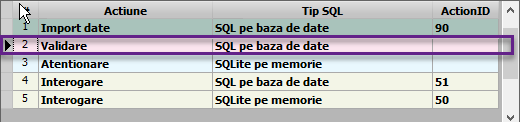 Actiune Tip SQL ActionID
1 Import date SQL pe baza de date 90
2 Validare SQL pe baza de date
3 Atentionare SQLite pe memorie
4 Interogare SQL pe baza de date 51
5 Interogare SQLite pe memorie 50